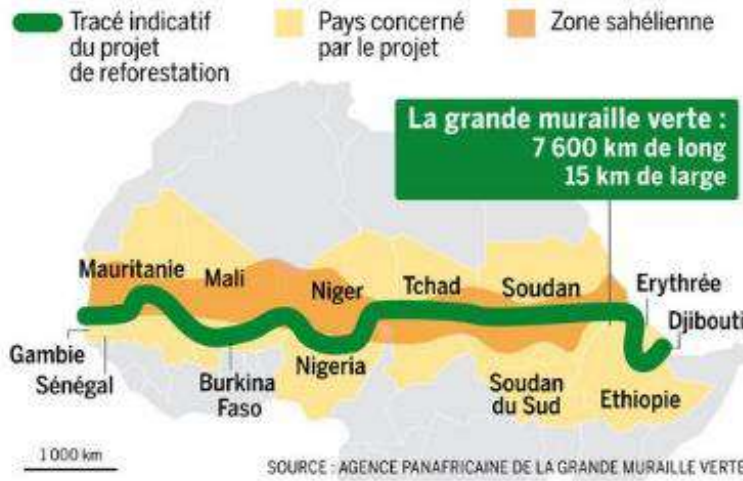 Tracé indicatif
du projet
de reforestation
Pays concerné
par le projet
Zone sahélienne
La grande muraille verte :
7 600 km de long
15 km de large
Mauritanie
Mali
Niger
Tchad
Soudan
Erythrée
Djibouti
Gambie
Sénégal
Burkina
Faso
Nigeria
Soudan
du Sud
Ethiopie
1 000 km
SOURCE : AGENCE PANAFRICAINE DE LA GRANDE MURAILLE VERTE